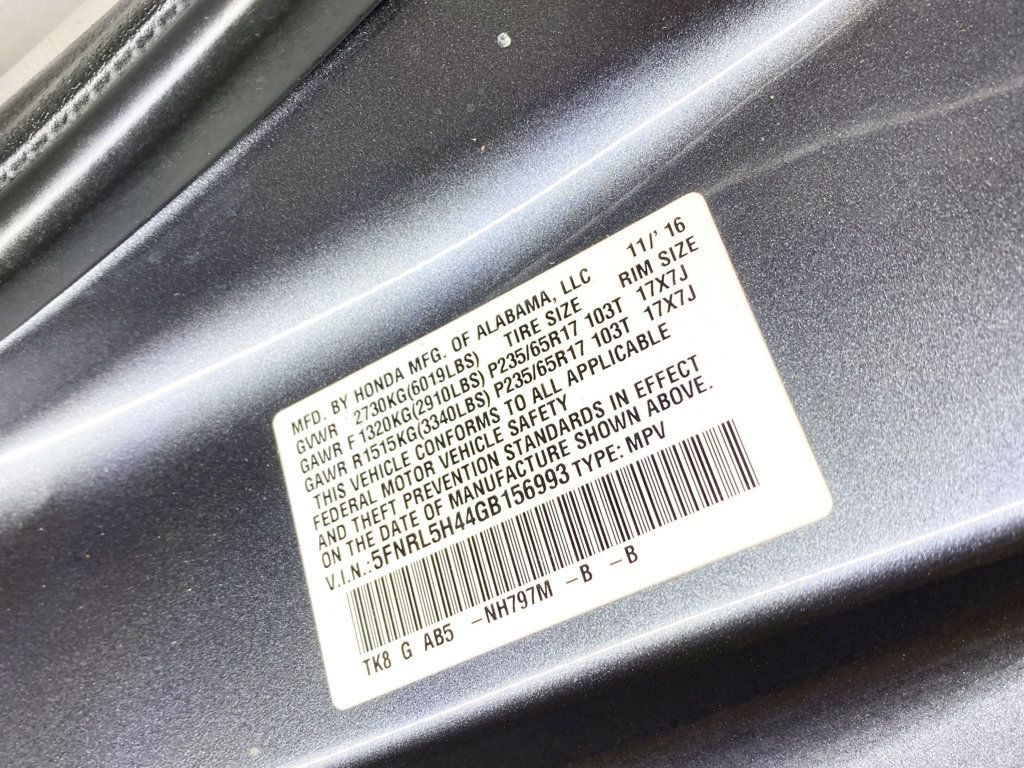 MFD. BY HONDA MFG. OF ALABAMA, LLC 11/' 16
GVWR 2730KG(6019LBS) TIRE SIZE RIM SIZE
GAWR F 1320KG(2910LBS) P235/65R17 103T 17X7J
GAWR R1515KG(3340LBS) P235/65R17 103T 17X7J
THIS VEHICLE CONFORMS TO ALL APPLICABLE
FEDERAL MOTOR VEHICLE SAFETY
AND THEFT PREVENTION STANDARDS IN EFFECT
ON THE DATE OF MANUFACTURE SHOWN ABOVE.
V.I.N.:5FNRL5H44GB156993 TYPE: MPV
TK8 G AB5 -NH797M -B -B